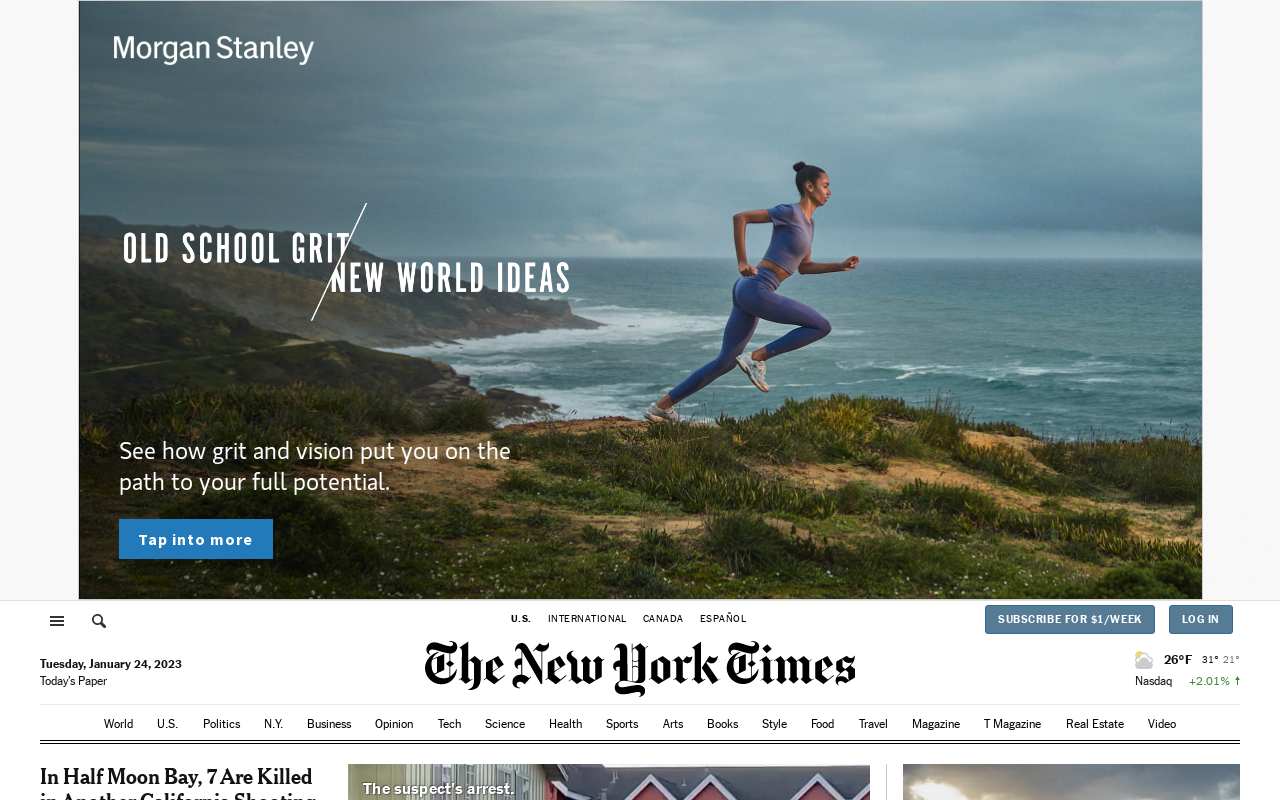 Morgan Stanley
OLD SCHOOL GRIT
NEW WORLD IDEAS
See how grit and vision put you on the
path to your full potential.
Tap into more
U.S. INTERNATIONAL CANADA ESPAÑOL
SUBSCRIBE FOR $1/WEEK
LOG IN
The New York Times
Tuesday, January 24, 2023
Today's Paper
26°F 31° 21°
Nasdaq +2.01% ↑
World U.S. Politics N.Y. Business Opinion Tech Science Health Sports Arts Books Style Food Travel Magazine T Magazine Real Estate Video
In Half Moon Bay, 7 Are Killed
in Another California Shooting
The suspect's arrest.